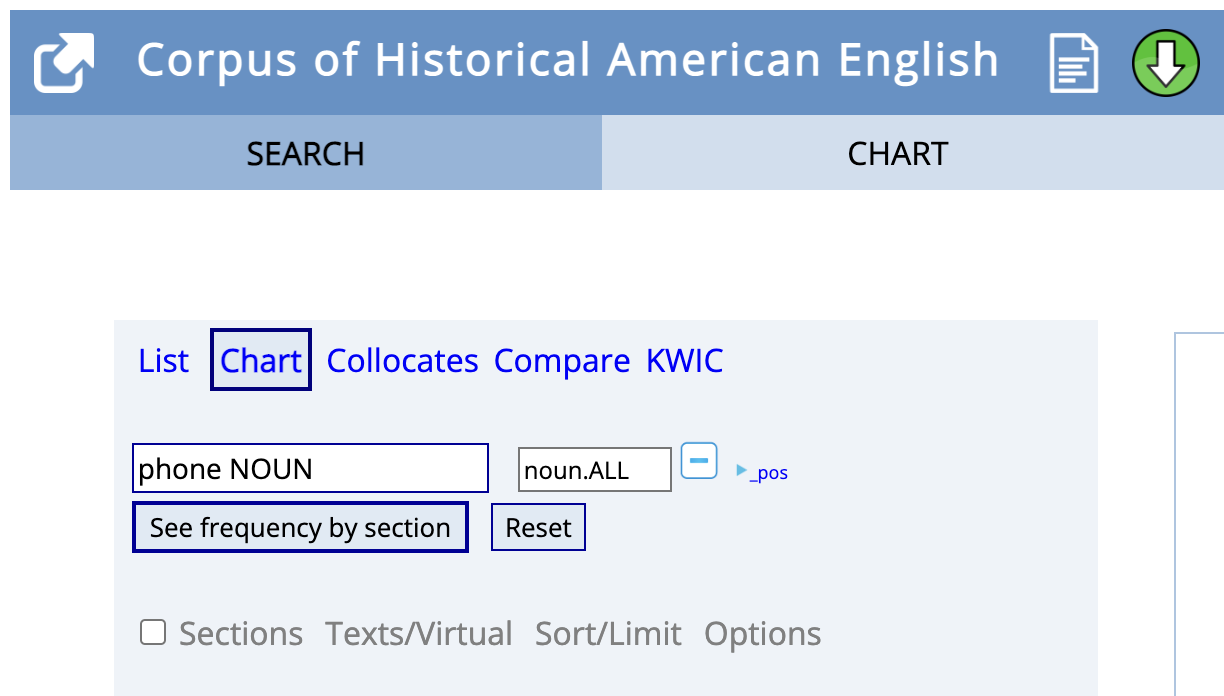 Corpus of Historical American English
SEARCH CHART
List Chart Collocates Compare KWIC
phone NOUN noun.ALL _pos
See frequency by section Reset
Sections Texts/Virtual Sort/Limit Options